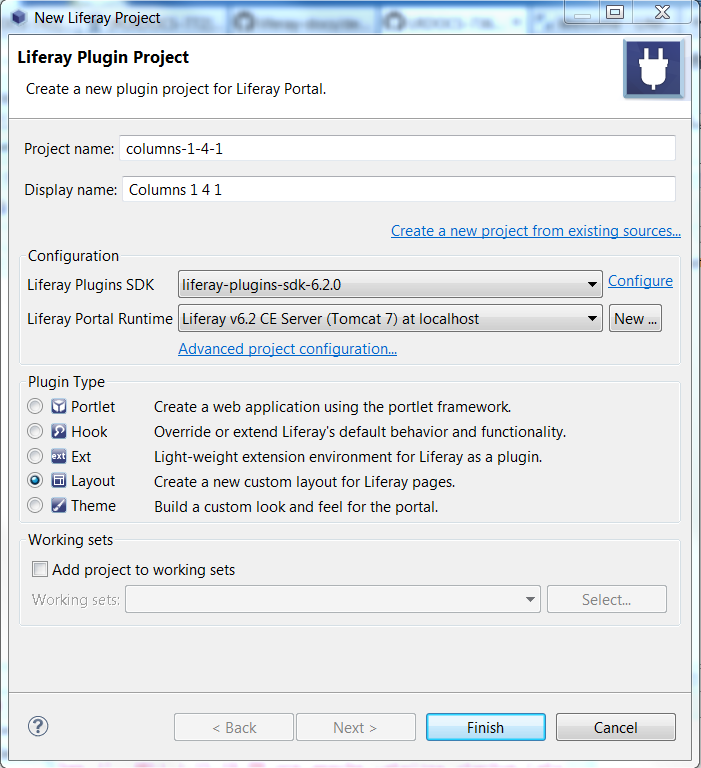 New Liferay Project
Liferay Plugin Project
Create a new plugin project for Liferay Portal.
Project name: columns-1-4-1
Display name: Columns 1 4 1
Create a new project from existing sources...
Configuration
Liferay Plugins SDK liferay-plugins-sdk-6.2.0 Configure
Liferay Portal Runtime Liferay v6.2 CE Server (Tomcat 7) at localhost New ...
Advanced project configuration...
Plugin Type
Portlet Create a web application using the portlet framework.
Hook Override or extend Liferay's default behavior and functionality.
ext Ext Light-weight extension environment for Liferay as a plugin.
Layout Create a new custom layout for Liferay pages.
Theme Build a custom look and feel for the portal.
Working sets
Add project to working sets
Working sets: Select...
? < Back Next > Finish Cancel